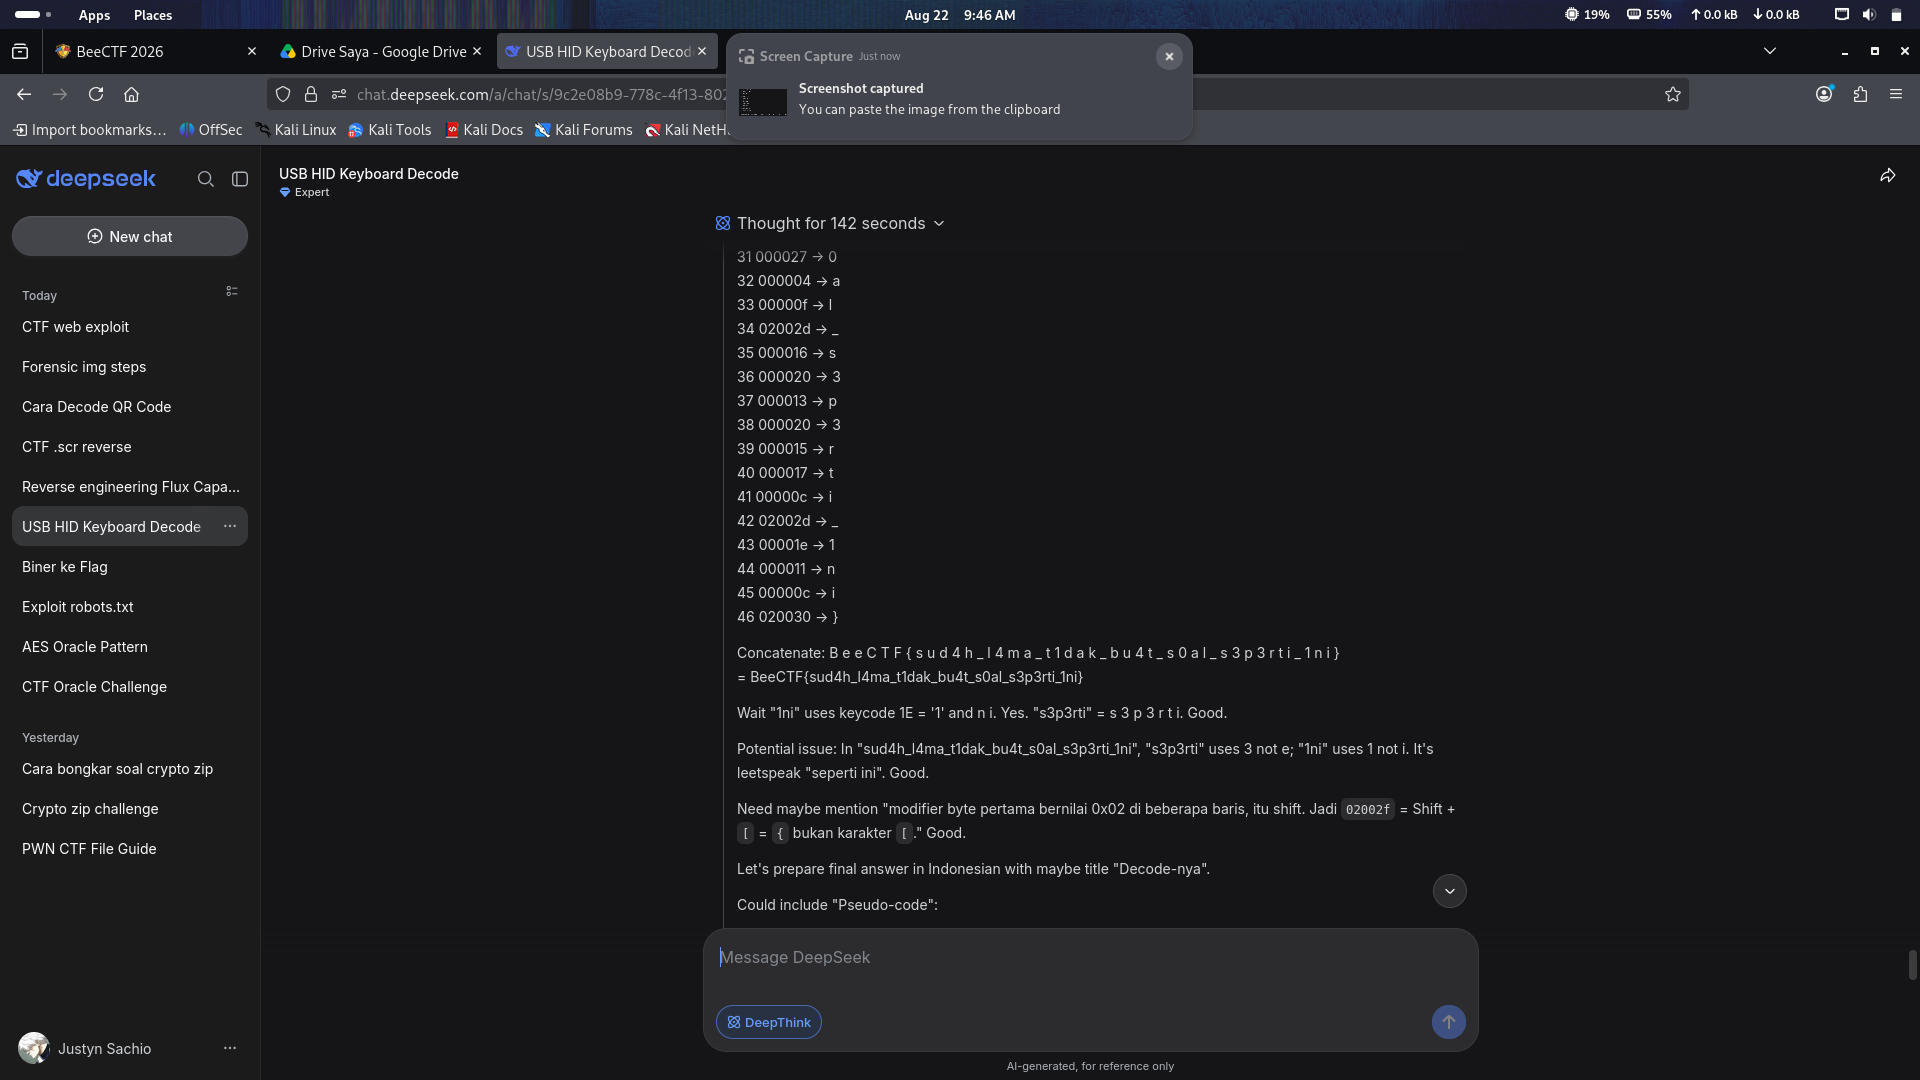 Apps Places
Aug 22 9:46 AM
19% 55% 0.0 kB 0.0 kB
BeeCTF 2026
Drive Saya - Google Drive
USB HID Keyboard Decod
Screen Capture Just now
Screenshot captured
You can paste the image from the clipboard
chat.deepseek.com/a/chat/s/9c2e08b9-778c-4f13-802
Import bookmarks… OffSec Kali Linux Kali Tools Kali Docs Kali Forums Kali NetH
deepseek
New chat
Today
CTF web exploit
Forensic img steps
Cara Decode QR Code
CTF .scr reverse
Reverse engineering Flux Capa...
USB HID Keyboard Decode
Biner ke Flag
Exploit robots.txt
AES Oracle Pattern
CTF Oracle Challenge
Yesterday
Cara bongkar soal crypto zip
Crypto zip challenge
PWN CTF File Guide
Justyn Sachio
USB HID Keyboard Decode
Expert
Thought for 142 seconds
31 000027 → 0
32 000004 → a
33 00000f → l
34 02002d → _
35 000016 → s
36 000020 → 3
37 000013 → p
38 000020 → 3
39 000015 → r
40 000017 → t
41 00000c → i
42 02002d → _
43 00001e → 1
44 000011 → n
45 00000c → i
46 020030 → }
Concatenate: B e e C T F { s u d 4 h _ l 4 m a _ t 1 d a k _ b u 4 t _ s 0 a l _ s 3 p 3 r t i _ 1 n i }
= BeeCTF{sud4h_l4ma_t1dak_bu4t_s0al_s3p3rti_1ni}
Wait "1ni" uses keycode 1E = '1' and n i. Yes. "s3p3rti" = s 3 p 3 r t i. Good.
Potential issue: In "sud4h_l4ma_t1dak_bu4t_s0al_s3p3rti_1ni", "s3p3rti" uses 3 not e; "1ni" uses 1 not i. It's
leetspeak "seperti ini". Good.
Need maybe mention "modifier byte pertama bernilai 0x02 di beberapa baris, itu shift. Jadi 02002f = Shift +
[ = { bukan karakter [." Good.
Let's prepare final answer in Indonesian with maybe title "Decode-nya".
Could include "Pseudo-code":
Message DeepSeek
DeepThink
AI-generated, for reference only